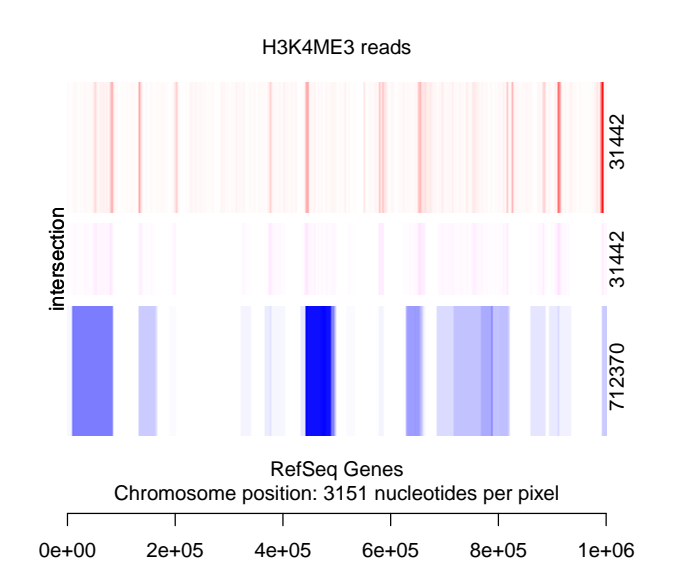 H3K4ME3 reads
31442
intersection
31442
712370
RefSeq Genes
Chromosome position: 3151 nucleotides per pixel
0e+00 2e+05 4e+05 6e+05 8e+05 1e+06